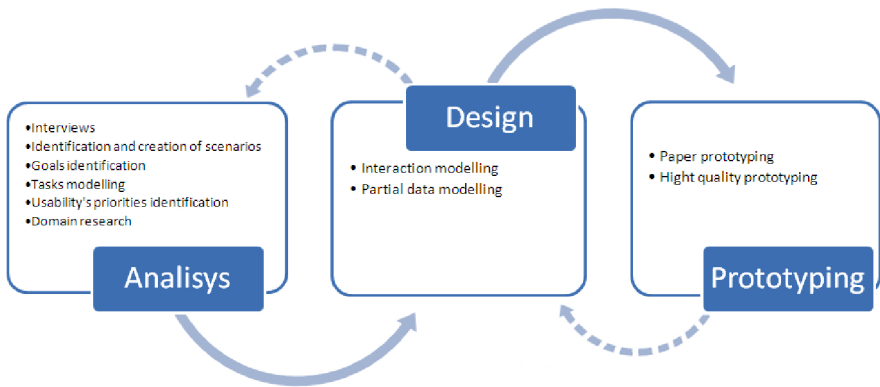 •Interviews
•Identification and creation of scenarios
•Goals identification
•Tasks modelling
•Usability's priorities identification
•Domain research
Analisys
Design
• Interaction modelling
• Partial data modelling
• Paper prototyping
• Hight quality prototyping
Prototyping